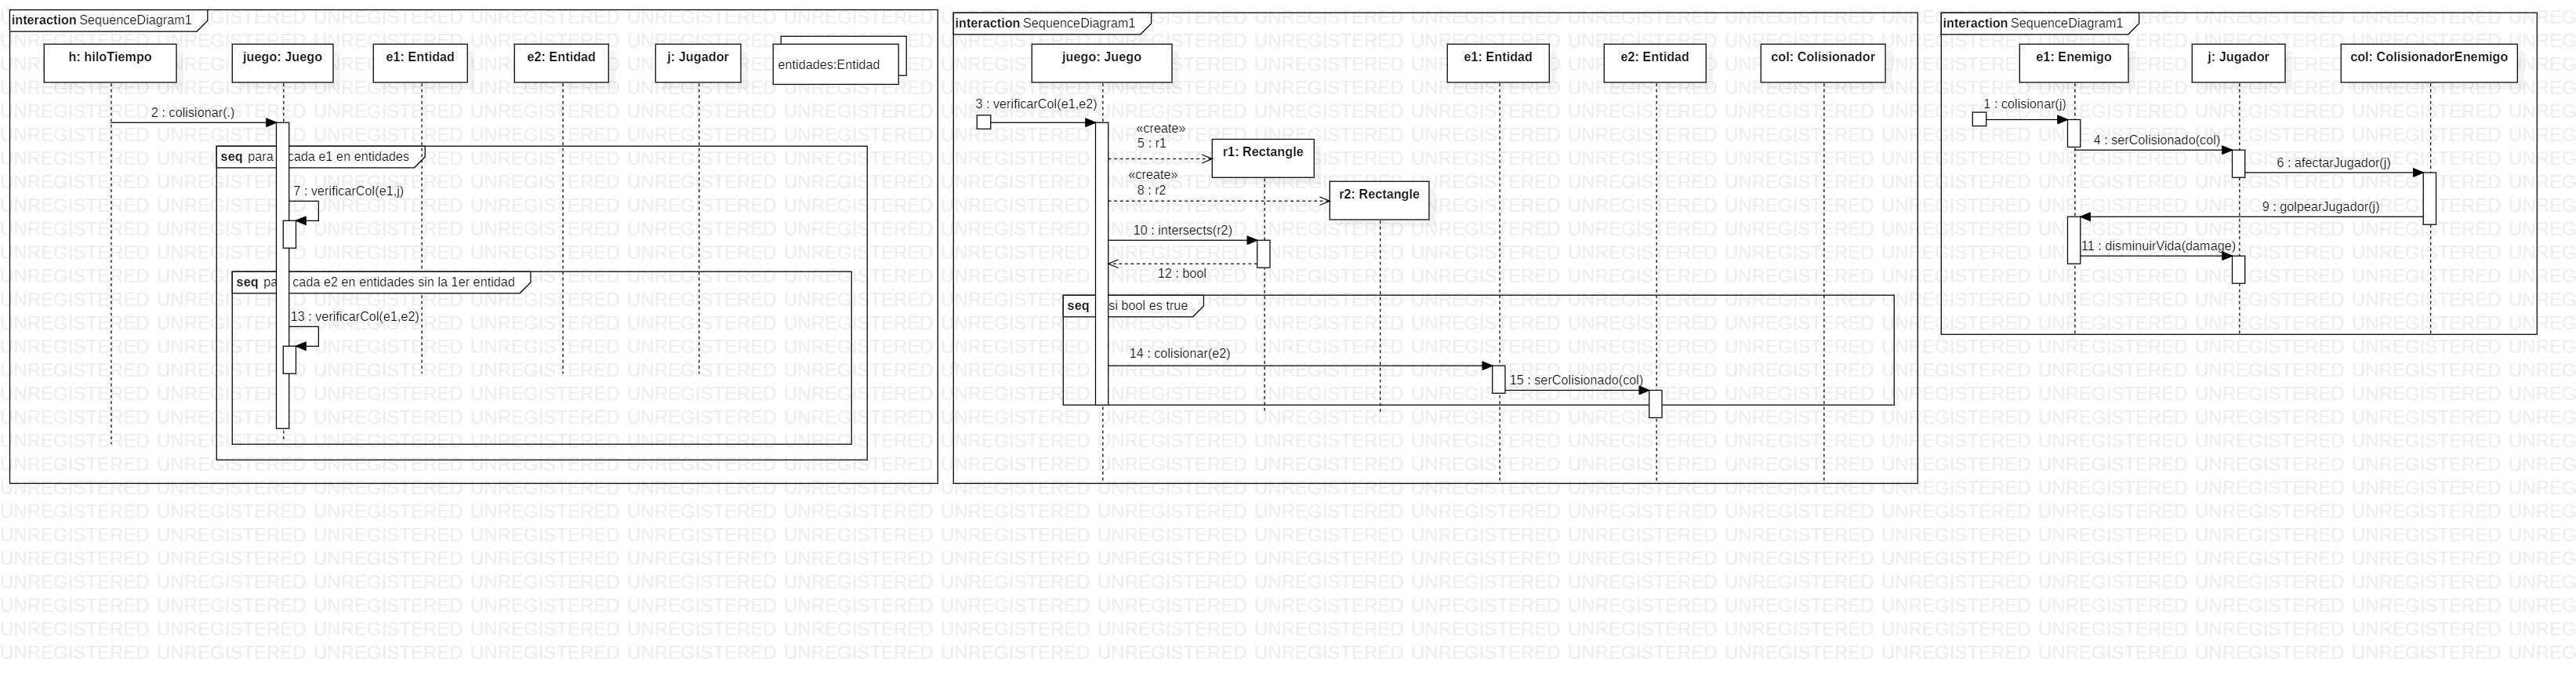 interaction SequenceDiagram1
h: hiloTiempo
juego: Juego
e1: Entidad
e2: Entidad
j: Jugador
entidades:Entidad
2 : colisionar(.)
seq para cada e1 en entidades
7 : verificarCol(e1,j)
seq pa cada e2 en entidades sin la 1er entidad
13 : verificarCol(e1,e2)
interaction SequenceDiagram1
juego: Juego
e1: Entidad
e2: Entidad
col: Colisionador
3 : verificarCol(e1,e2)
«create»
5 : r1
r1: Rectangle
«create»
8 : r2
r2: Rectangle
10 : intersects(r2)
12 : bool
seq si bool es true
14 : colisionar(e2)
15 : serColisionado(col)
interaction SequenceDiagram1
e1: Enemigo
j: Jugador
col: ColisionadorEnemigo
1 : colisionar(j)
4 : serColisionado(col)
6 : afectarJugador(j)
9 : golpearJugador(j)
11 : disminuirVida(damage)
UNREGISTERED UNREGISTERED UNREGISTERED UNREGISTERED UNREGISTERED UNREGISTERED UNREGISTERED UNREGISTERED UNREGISTERED UNREGISTERED UNREGISTERED UNREGISTERED UNREGISTERED UNREGISTERED UNREGISTERED UNREGISTERED